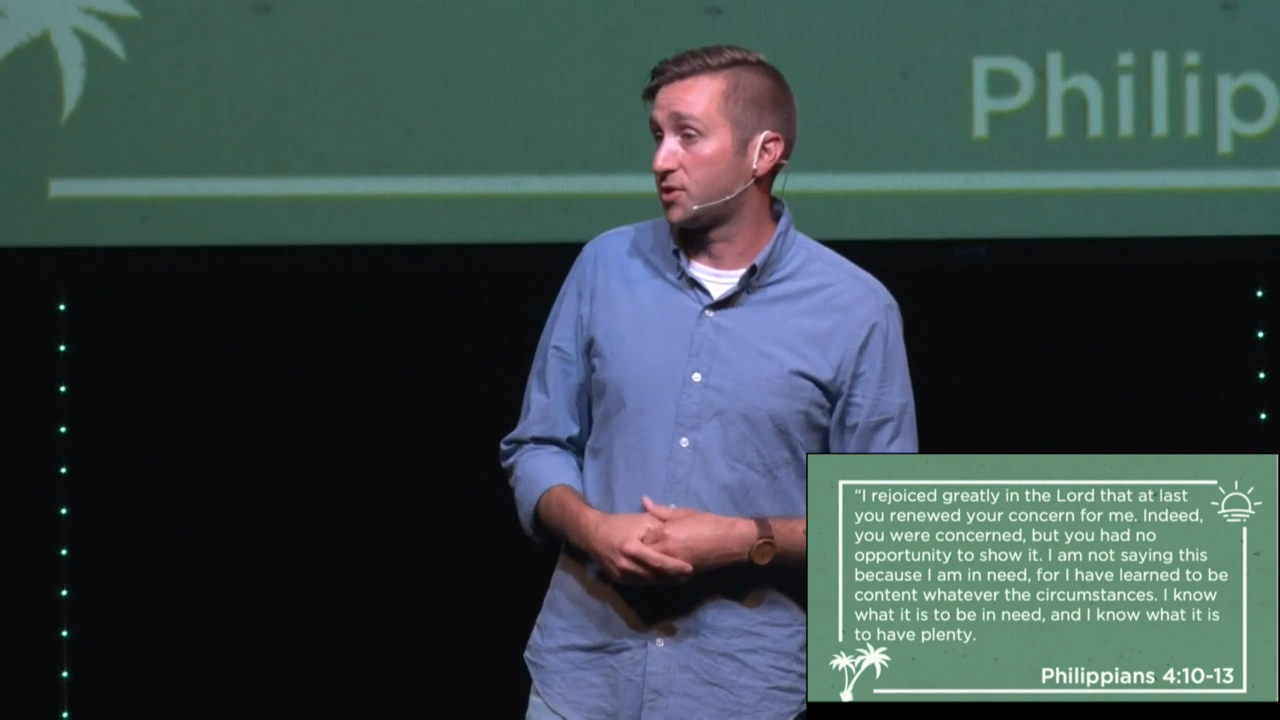 Philip
“I rejoiced greatly in the Lord that at last
you renewed your concern for me. Indeed,
you were concerned, but you had no
opportunity to show it. I am not saying this
because I am in need, for I have learned to be
content whatever the circumstances. I know
what it is to be in need, and I know what it is
to have plenty.
Philippians 4:10-13